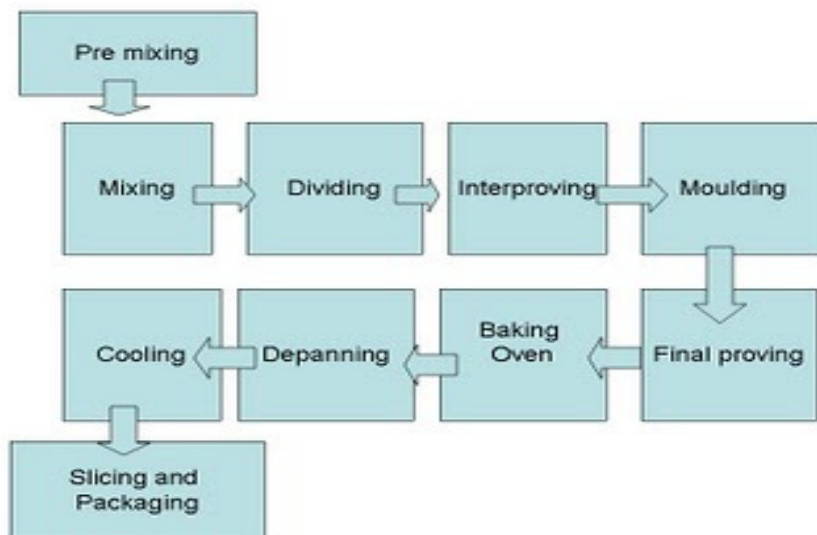 Pre mixing
Mixing
Dividing
Interproving
Moulding
Final proving
Baking
Oven
Depanning
Cooling
Slicing and
Packaging